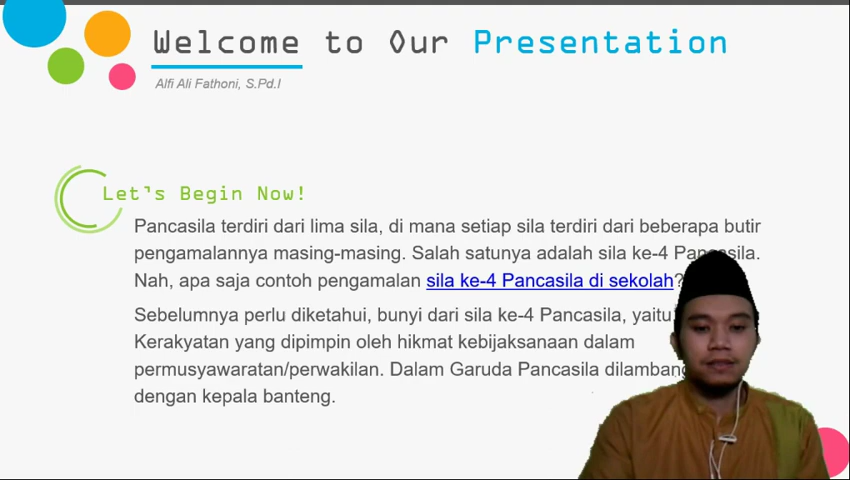 Welcome to Our Presentation
Alfi Ali Fathoni, S.Pd.I
Let's Begin Now!
Pancasila terdiri dari lima sila, di mana setiap sila terdiri dari beberapa butir
pengamalannya masing-masing. Salah satunya adalah sila ke-4 Pancasila.
Nah, apa saja contoh pengamalan sila ke-4 Pancasila di sekolah?
Sebelumnya perlu diketahui, bunyi dari sila ke-4 Pancasila, yaitu
Kerakyatan yang dipimpin oleh hikmat kebijaksanaan dalam
permusyawaratan/perwakilan. Dalam Garuda Pancasila
dengan kepala banteng.